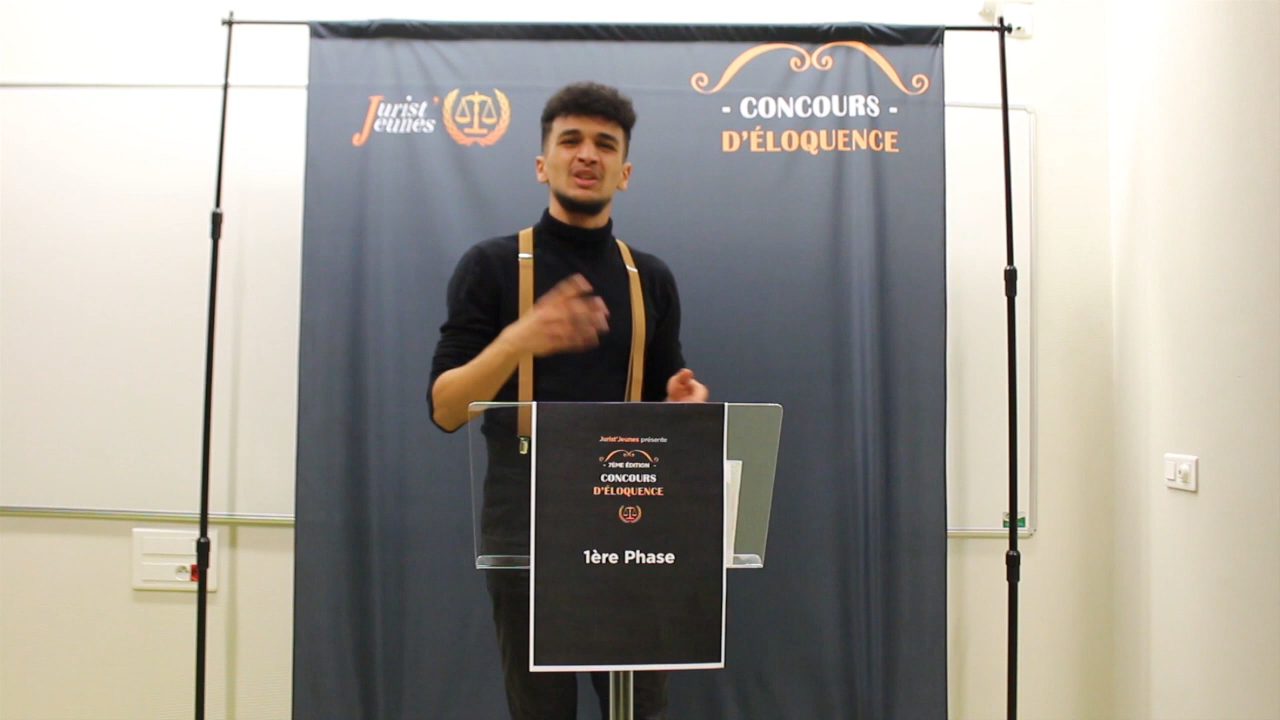 Jurist'
Jeunes
- CONCOURS -
D'ÉLOQUENCE
Jurist'Jeunes présente
- 7ÈME ÉDITION -
CONCOURS
D'ÉLOQUENCE
1ère Phase